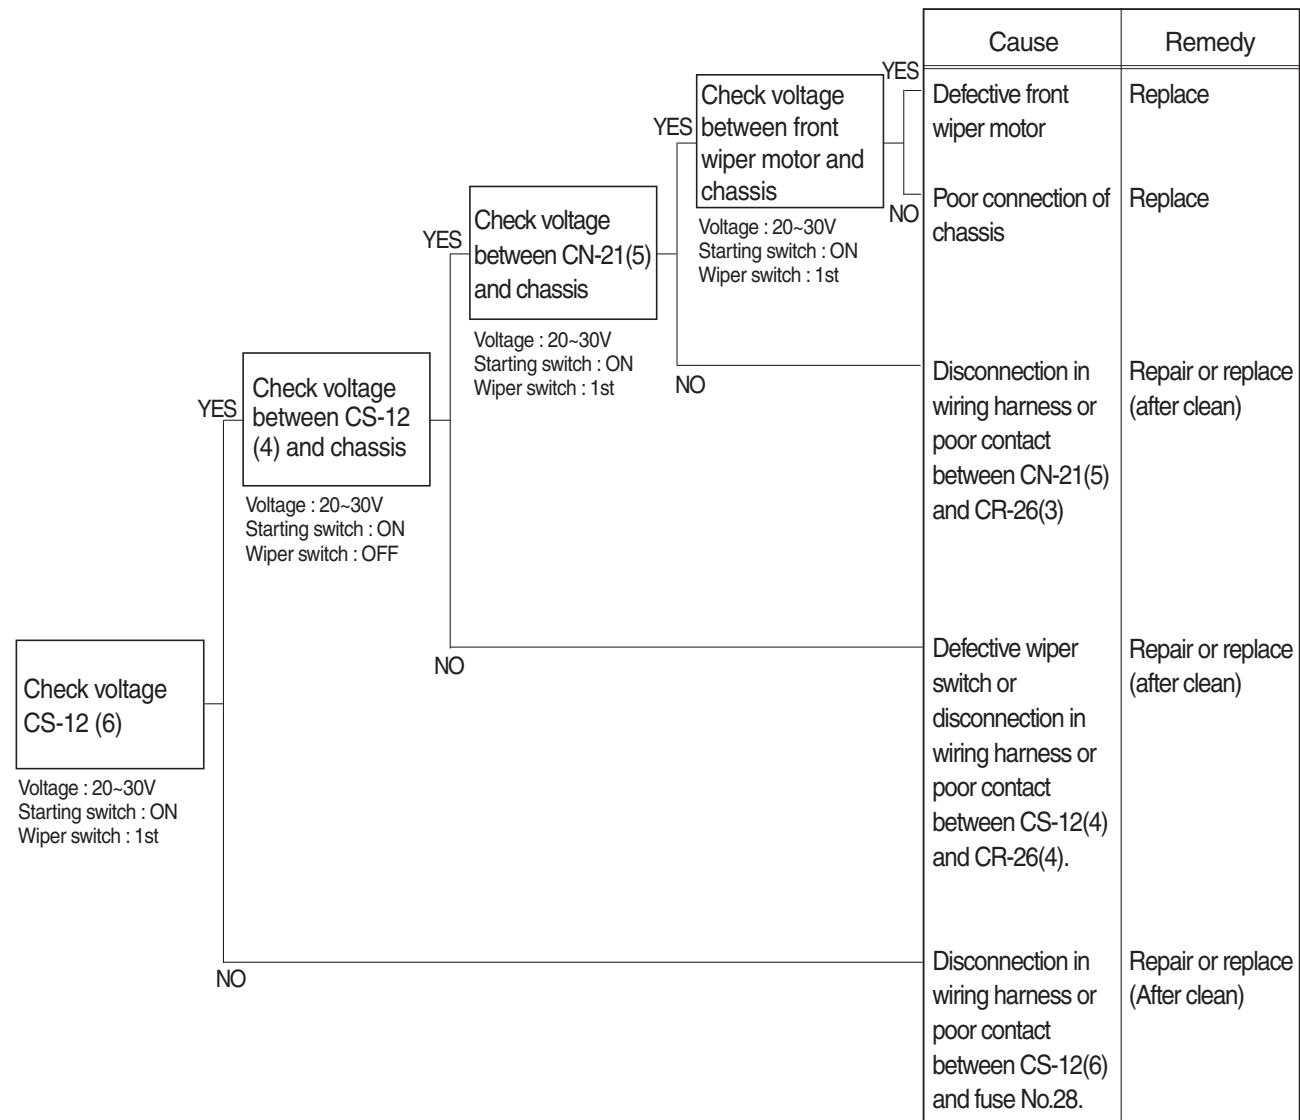 Cause
Remedy
YES
Check voltage
between front
wiper motor and
chassis
Defective front
wiper motor
Replace
YES
NO
Poor connection of
chassis
Replace
Voltage : 20~30V
Starting switch : ON
Wiper switch : 1st
YES
Check voltage
between CN-21(5)
and chassis
Voltage : 20~30V
Starting switch : ON
Wiper switch : 1st
NO
Disconnection in
wiring harness or
poor contact
between CN-21(5)
and CR-26(3)
Repair or replace
(after clean)
YES
Check voltage
between CS-12
(4) and chassis
Voltage : 20~30V
Starting switch : ON
Wiper switch : OFF
NO
Defective wiper
switch or
disconnection in
wiring harness or
poor contact
between CS-12(4)
and CR-26(4).
Repair or replace
(after clean)
Check voltage
CS-12 (6)
Voltage : 20~30V
Starting switch : ON
Wiper switch : 1st
NO
Disconnection in
wiring harness or
poor contact
between CS-12(6)
and fuse No.28.
Repair or replace
(After clean)